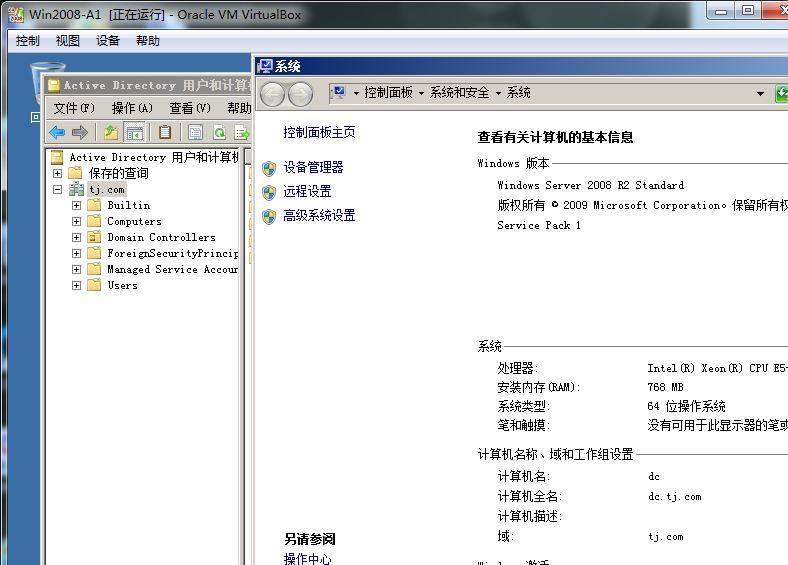 Win2008-A1 [正在运行] - Oracle VM VirtualBox
控制 视图 设备 帮助
Active Directory 用户和计算机
文件(F) 操作(A) 查看(V) 帮助
Active Directory 用户和计算机
保存的查询
tj.com
Builtin
Computers
Domain Controllers
ForeignSecurityPrincip
Managed Service Accoun
Users
系统
控制面板 系统和安全 系统
控制面板主页
设备管理器
远程设置
高级系统设置
另请参阅
操作中心
查看有关计算机的基本信息
Windows 版本
Windows Server 2008 R2 Standard
版权所有 © 2009 Microsoft Corporation。保留所有权
Service Pack 1
系统
处理器: Intel(R) Xeon(R) CPU E5-
安装内存(RAM): 768 MB
系统类型: 64 位操作系统
笔和触摸: 没有可用于此显示器的笔或
计算机名称、域和工作组设置
计算机名: dc
计算机全名: dc.tj.com
计算机描述:
域: tj.com
Windows 激活